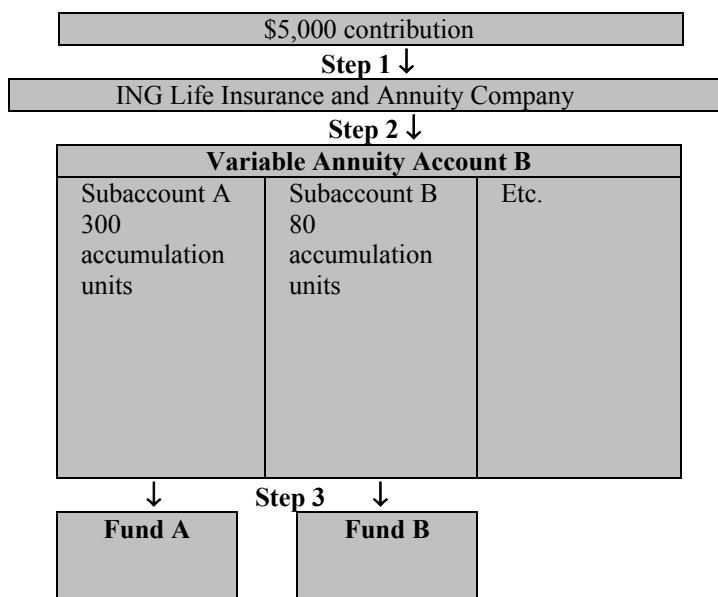 $5,000 contribution
Step 1 ↓
ING Life Insurance and Annuity Company
Step 2 ↓
Variable Annuity Account B
Subaccount A
300
accumulation
units
Subaccount B
80
accumulation
units
Etc.
↓ Step 3 ↓
Fund A
Fund B